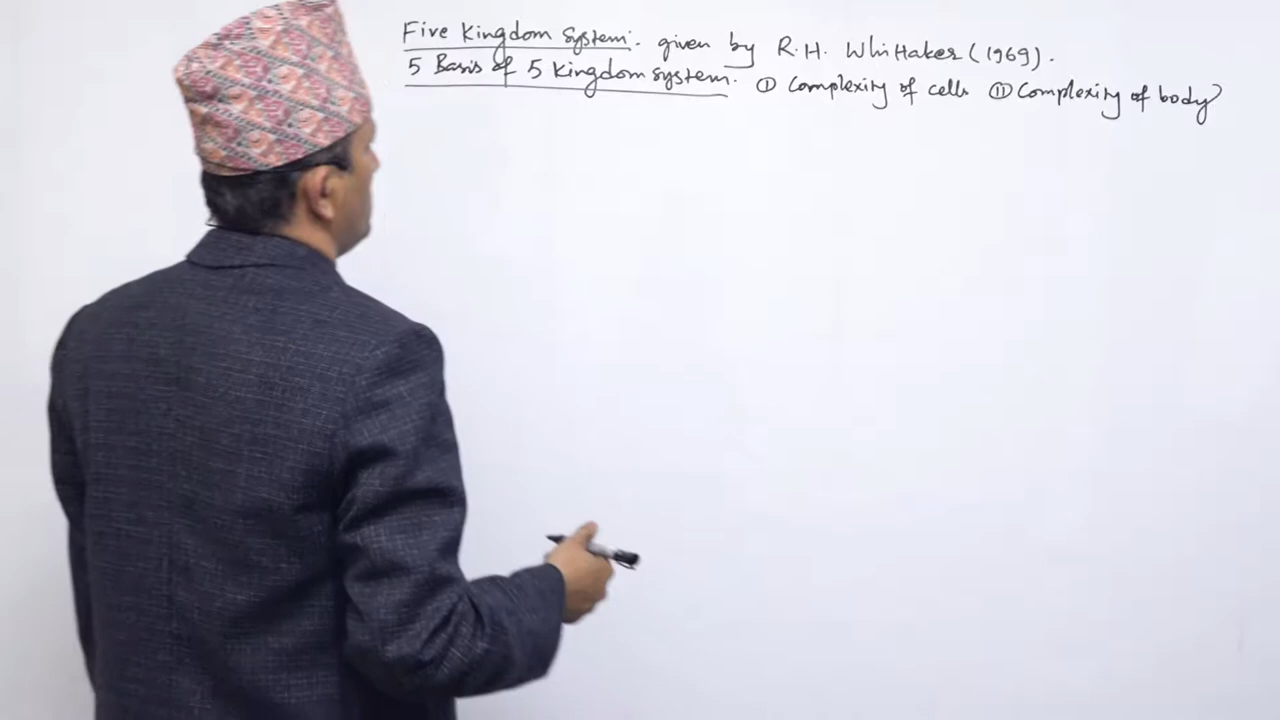 Five Kingdom System. given by R.H. Whittaker (1969).
5 Basis of 5 Kingdom system. ① Complexity of cells ⑪ Complexity of body